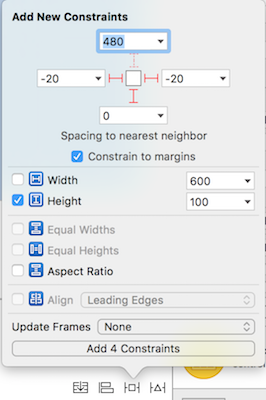 Add New Constraints
480
-20 -20
0
Spacing to nearest neighbor
Constrain to margins
Width 600
Height 100
Equal Widths
Equal Heights
Aspect Ratio
Align Leading Edges
Update Frames None
Add 4 Constraints